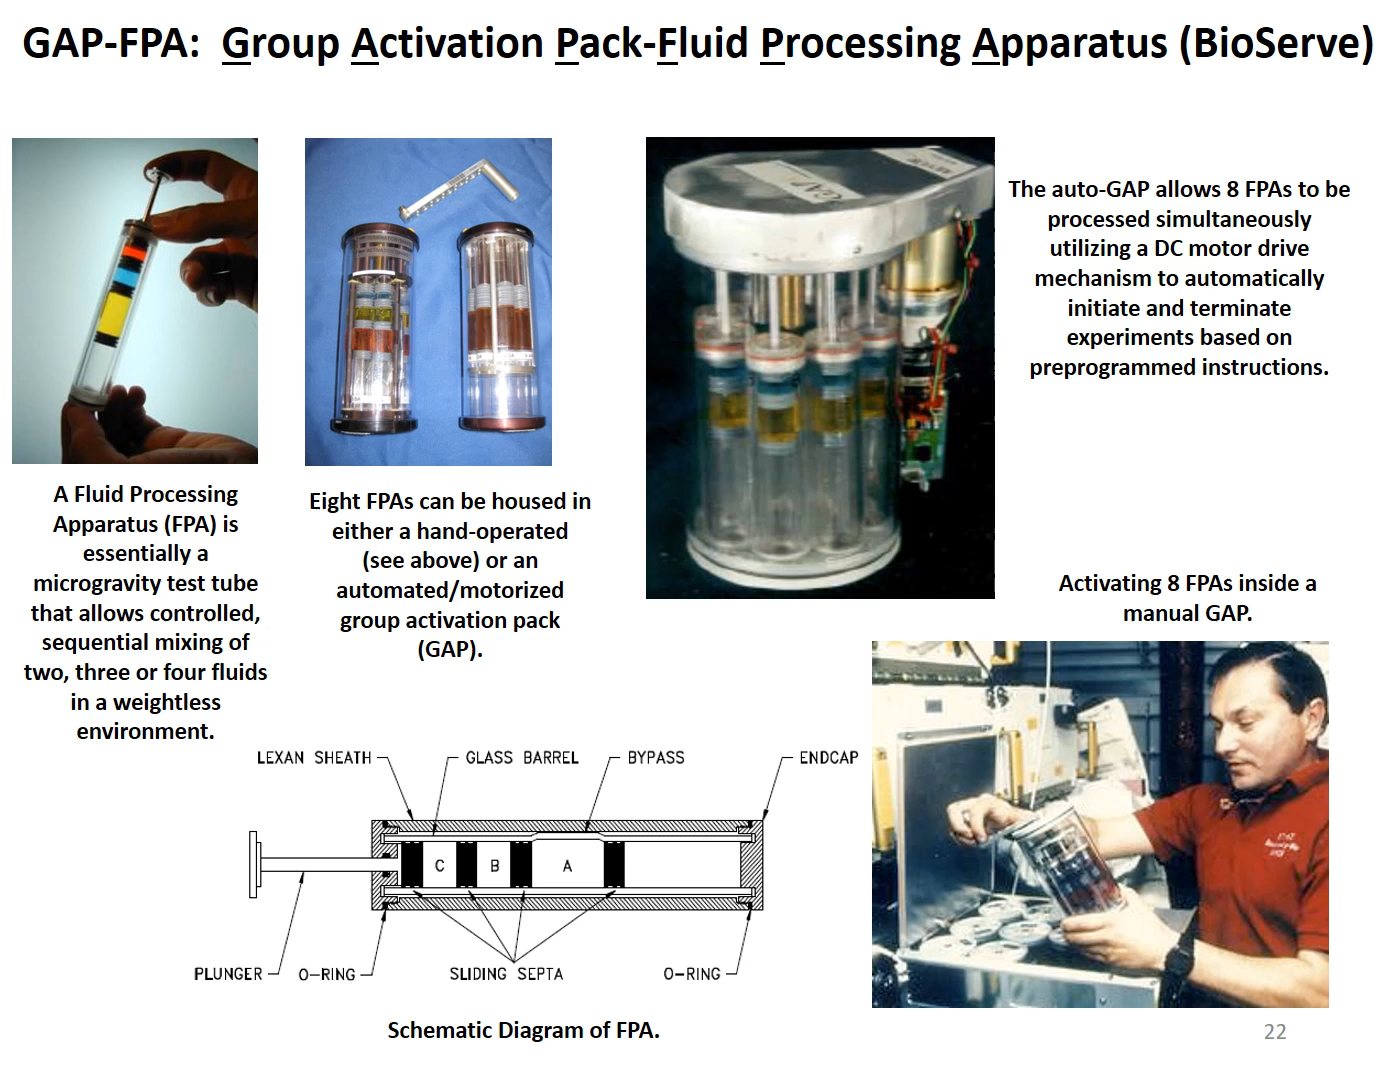 GAP-FPA: Group Activation Pack-Fluid Processing Apparatus (BioServe)
The auto-GAP allows 8 FPAs to be
processed simultaneously
utilizing a DC motor drive
mechanism to automatically
initiate and terminate
experiments based on
preprogrammed instructions.
A Fluid Processing
Apparatus (FPA) is
essentially a
microgravity test tube
that allows controlled,
sequential mixing of
two, three or four fluids
in a weightless
environment.
Eight FPAs can be housed in
either a hand-operated
(see above) or an
automated/motorized
group activation pack
(GAP).
Activating 8 FPAs inside a
manual GAP.
LEXAN SHEATH
GLASS BARREL
BYPASS
ENDCAP
C
B
A
PLUNGER
O-RING
SLIDING SEPTA
O-RING
Schematic Diagram of FPA.
22